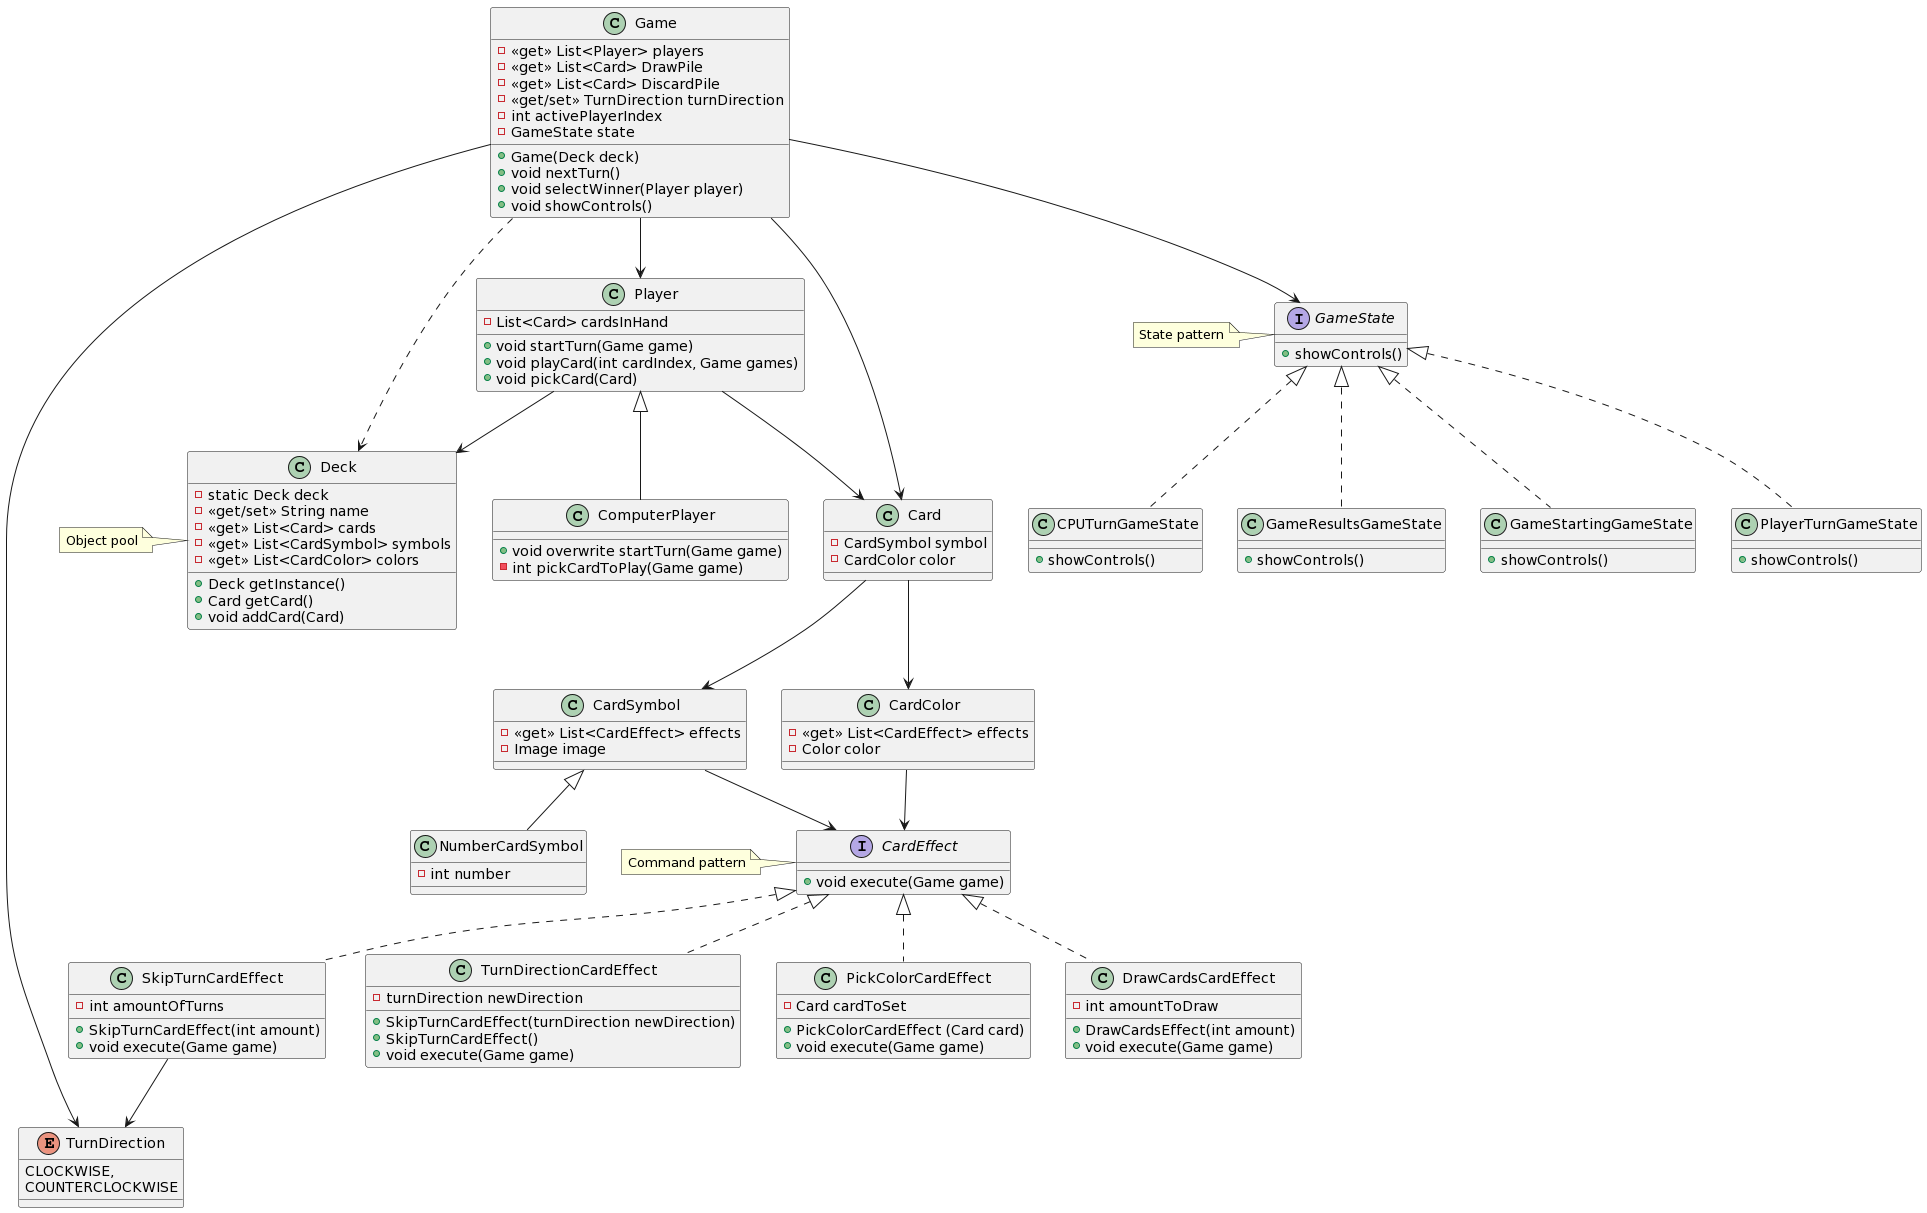 Game
«get» List<Player> players
«get» List<Card> DrawPile
«get» List<Card> DiscardPile
«get/set» TurnDirection turnDirection
int activePlayerIndex
GameState state
Game(Deck deck)
void nextTurn()
void selectWinner(Player player)
void showControls()
Player
List<Card> cardsInHand
void startTurn(Game game)
void playCard(int cardIndex, Game games)
void pickCard(Card)
State pattern
GameState
showControls()
Object pool
Deck
static Deck deck
«get/set» String name
«get» List<Card> cards
«get» List<CardSymbol> symbols
«get» List<CardColor> colors
Deck getInstance()
Card getCard()
void addCard(Card)
ComputerPlayer
void overwrite startTurn(Game game)
int pickCardToPlay(Game game)
Card
CardSymbol symbol
CardColor color
CPUTurnGameState
showControls()
GameResultsGameState
showControls()
GameStartingGameState
showControls()
PlayerTurnGameState
showControls()
CardSymbol
«get» List<CardEffect> effects
Image image
CardColor
«get» List<CardEffect> effects
Color color
NumberCardSymbol
int number
Command pattern
CardEffect
void execute(Game game)
SkipTurnCardEffect
int amountOfTurns
SkipTurnCardEffect(int amount)
void execute(Game game)
TurnDirectionCardEffect
turnDirection newDirection
SkipTurnCardEffect(turnDirection newDirection)
SkipTurnCardEffect()
void execute(Game game)
PickColorCardEffect
Card cardToSet
PickColorCardEffect (Card card)
void execute(Game game)
DrawCardsCardEffect
int amountToDraw
DrawCardsEffect(int amount)
void execute(Game game)
TurnDirection
CLOCKWISE,
COUNTERCLOCKWISE